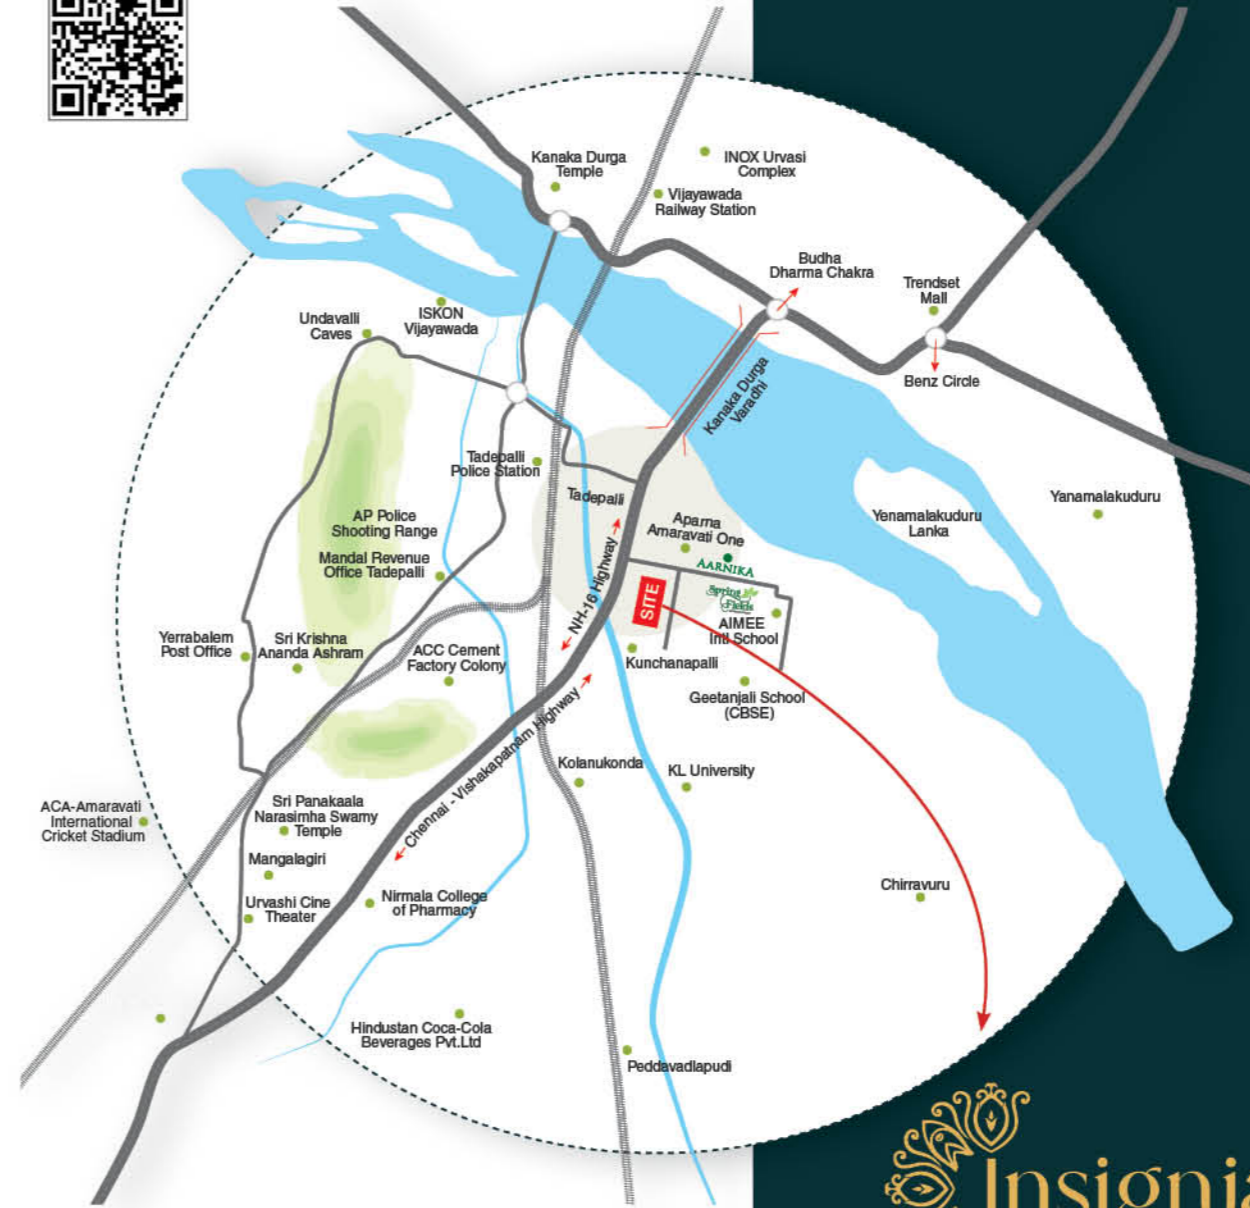 Kanaka Durga
Temple
INOX Urvasi
Complex
Vijayawada
Railway Station
Budha
Dharma Chakra
Trendset
Mall
Benz Circle
Undavalli
Caves
ISKON
Vijayawada
Kanaka Durga
Varadhi
Tadepalli
Police Station
Tadepalli
Yanamalakuduru
Yenamalakuduru
Lanka
AP Police
Shooting Range
Aparna
Amaravati One
AARNIKA
Mandal Revenue
Office Tadepalli
NH-16 Highway
SITE
Spring
Fields
AIMEE
Intl School
Yerrabalem
Post Office
Sri Krishna
Ananda Ashram
ACC Cement
Factory Colony
Kunchanapalli
Geetanjali School
(CBSE)
Chennai - Vishakapatnam Highway
Kolanukonda
KL University
ACA-Amaravati
International
Cricket Stadium
Sri Panakaala
Narasimha Swamy
Temple
Mangalagiri
Urvashi Cine
Theater
Nirmala College
of Pharmacy
Chirravuru
Hindustan Coca-Cola
Beverages Pvt.Ltd
Peddavadlapudi
Insignia